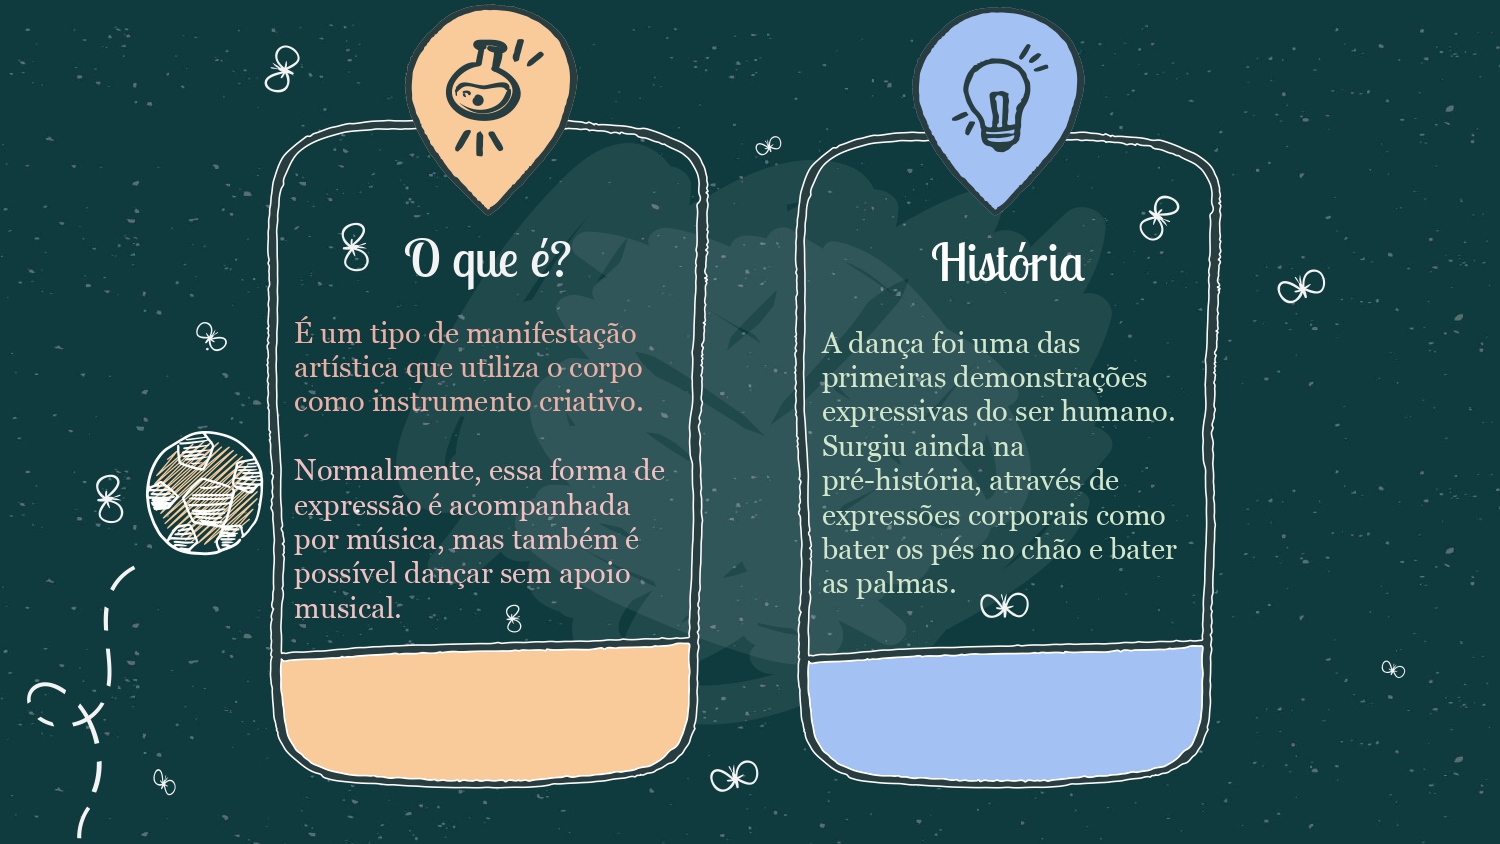 O que é?
É um tipo de manifestação
artística que utiliza o corpo
como instrumento criativo.
Normalmente, essa forma de
expressão é acompanhada
por música, mas também é
possível dançar sem apoio
musical.
História
A dança foi uma das
primeiras demonstrações
expressivas do ser humano.
Surgiu ainda na
pré-história, através de
expressões corporais como
bater os pés no chão e bater
as palmas.